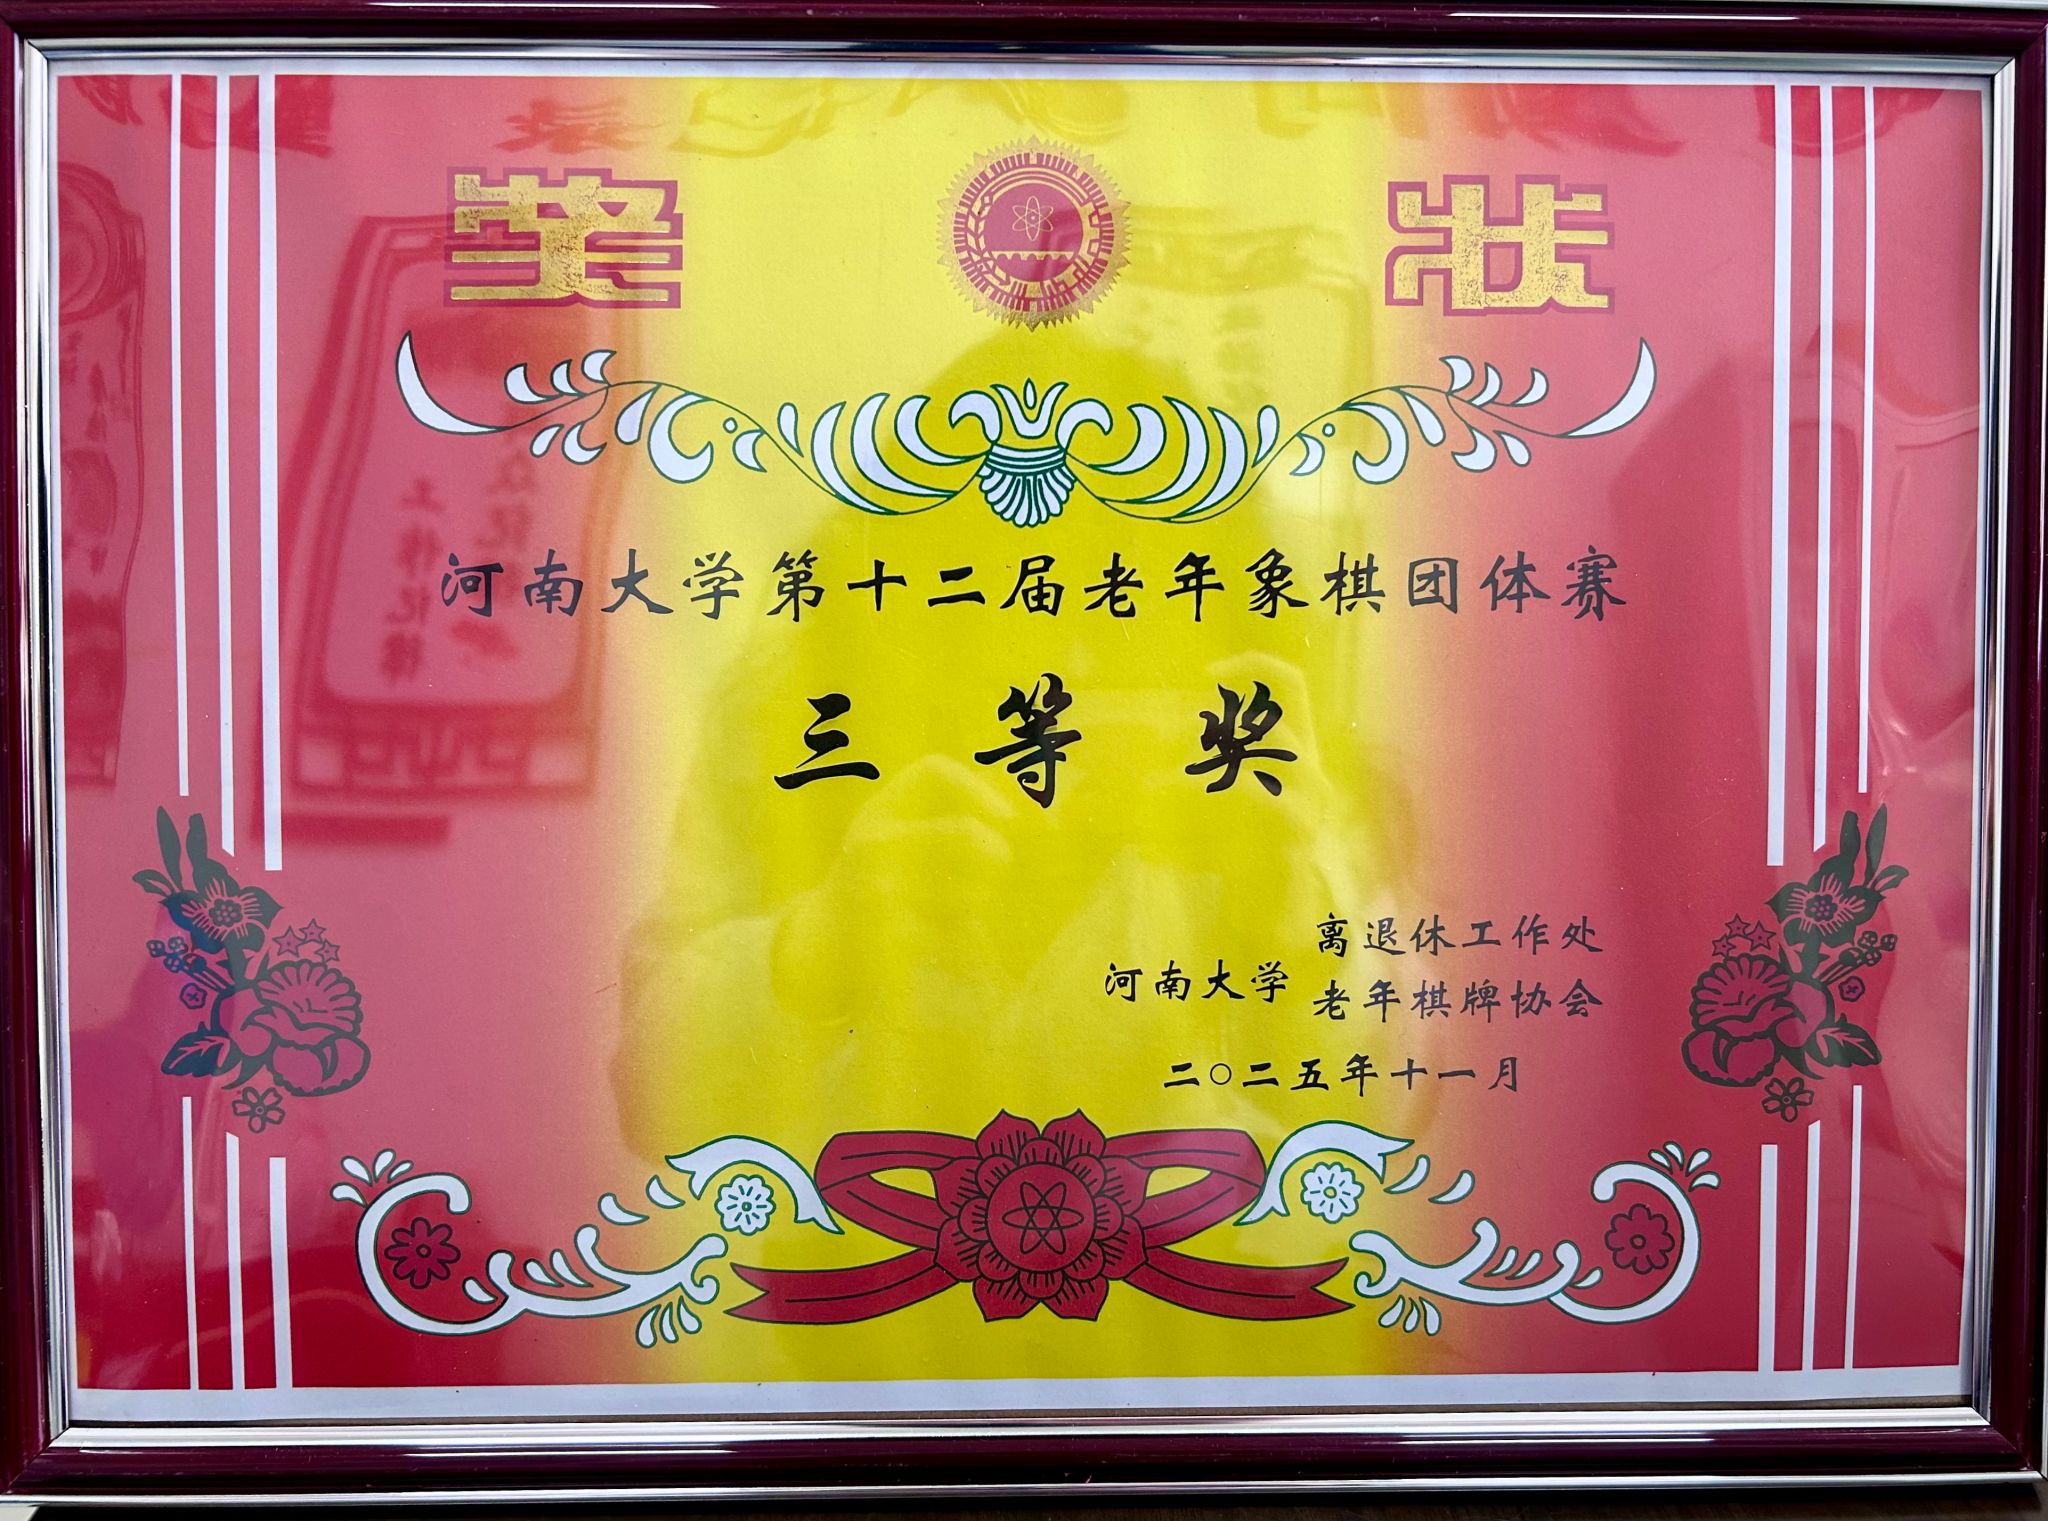 奖状
河南大学第十二届老年象棋团体赛
三等奖
离退休工作处
河南大学
老年棋牌协会
二〇二五年十一月